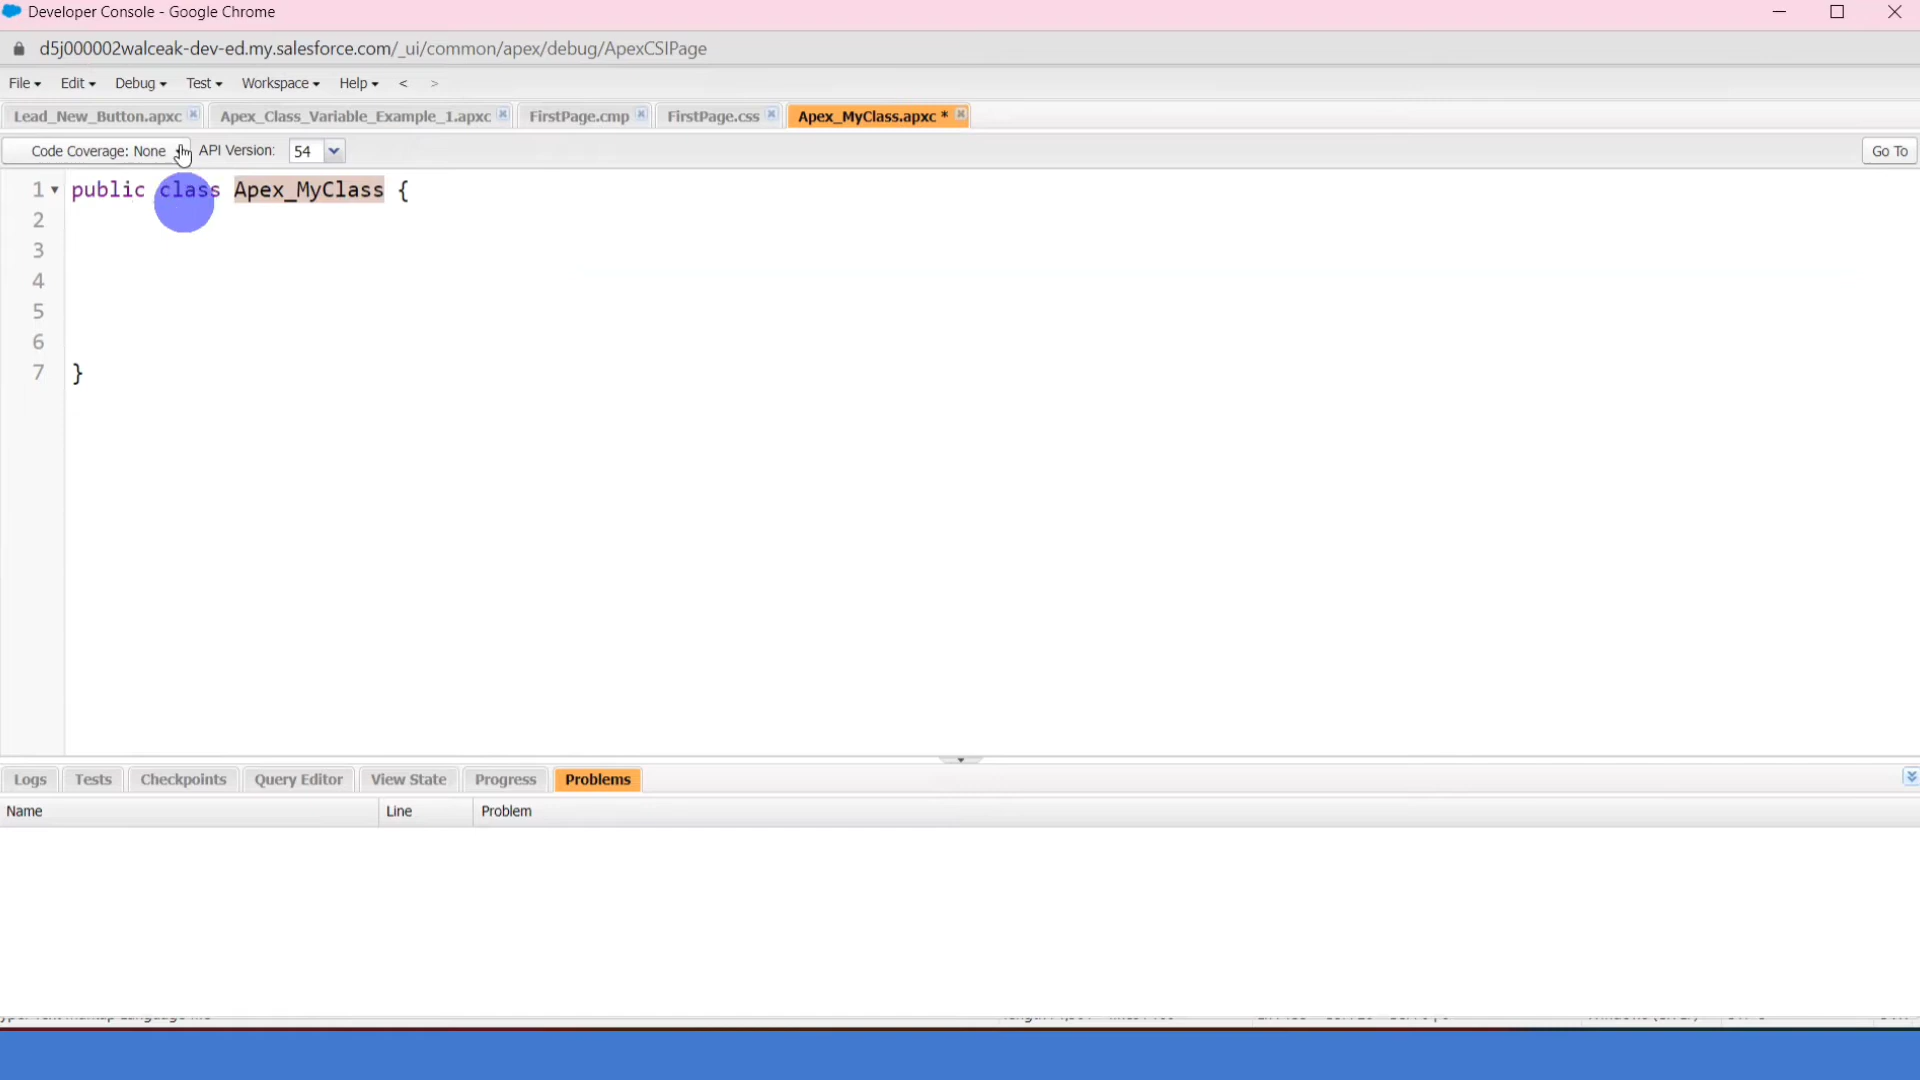 Developer Console - Google Chrome
d5j000002walceak-dev-ed.my.salesforce.com/_ui/common/apex/debug/ApexCSIPage
File Edit Debug Test Workspace Help < >
Lead_New_Button.apxc Apex_Class_Variable_Example_1.apxc FirstPage.cmp FirstPage.css Apex_MyClass.apxc *
Code Coverage: None API Version: 54 Go To
1 public class Apex_MyClass {
2
3
4
5
6
7 }
Logs Tests Checkpoints Query Editor View State Progress Problems
Name Line Problem